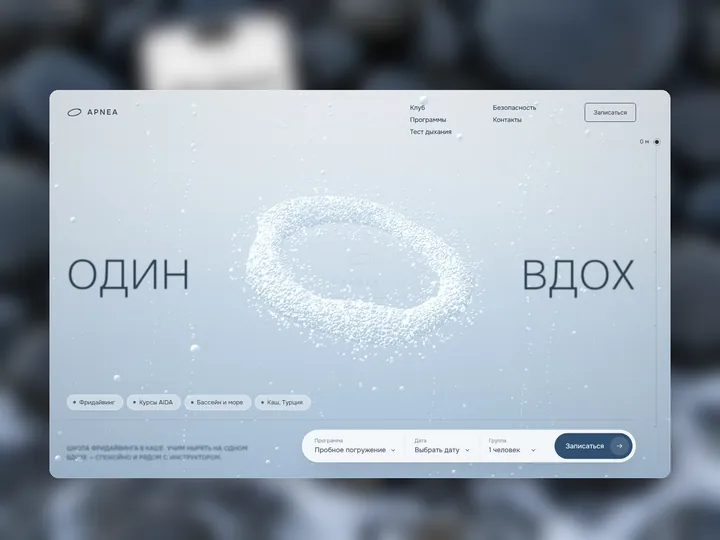 APNEA
Клуб
Программы
Тест дыхания
Безопасность
Контакты
Записаться
0 м
ОДИН
ВДОХ
Фридайвинг
Курсы AIDA
Бассейн и море
Каш, Турция
ШКОЛА ФРИДАЙВИНГА В КАШЕ. УЧИМ НЫРЯТЬ НА ОДНОМ
ВДОХЕ — СПОКОЙНО И РЯДОМ С ИНСТРУКТОРОМ.
Программа
Пробное погружение
Дата
Выбрать дату
Группа
1 человек
Записаться